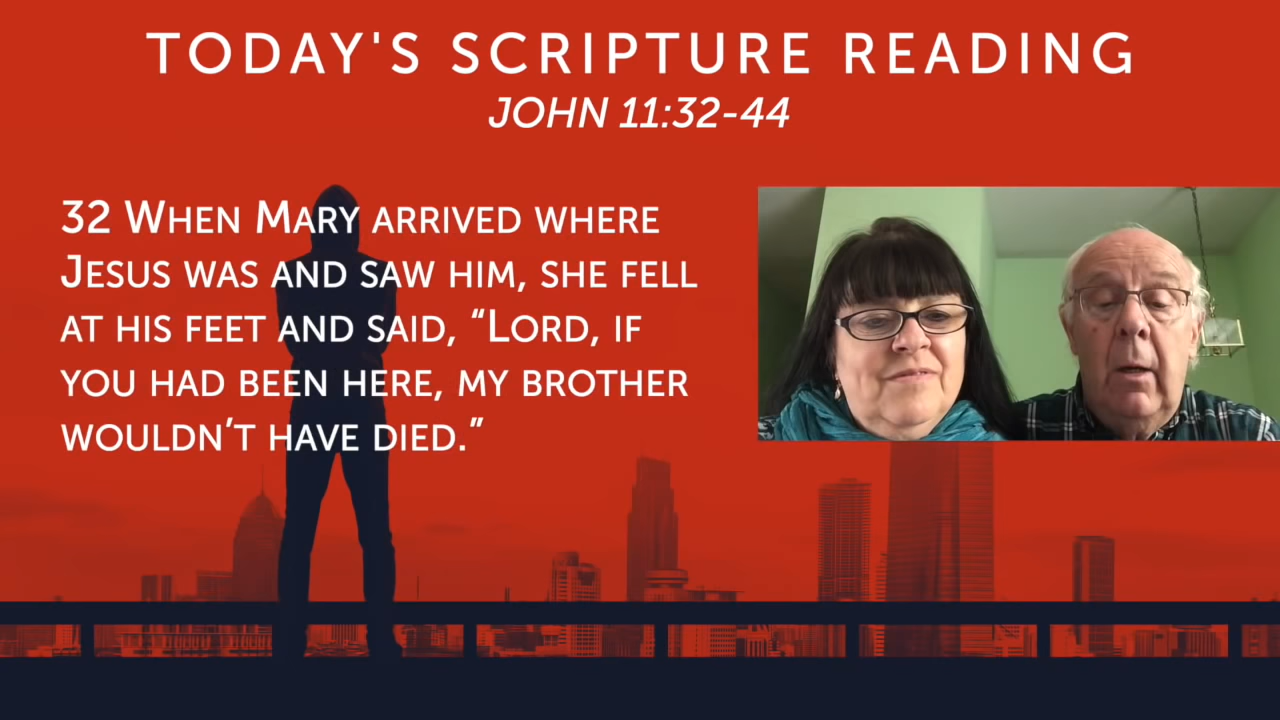 TODAY'S SCRIPTURE READING
JOHN 11:32-44
32 When Mary arrived where
Jesus was and saw him, she fell
at his feet and said, “Lord, if
you had been here, my brother
wouldn’t have died.”